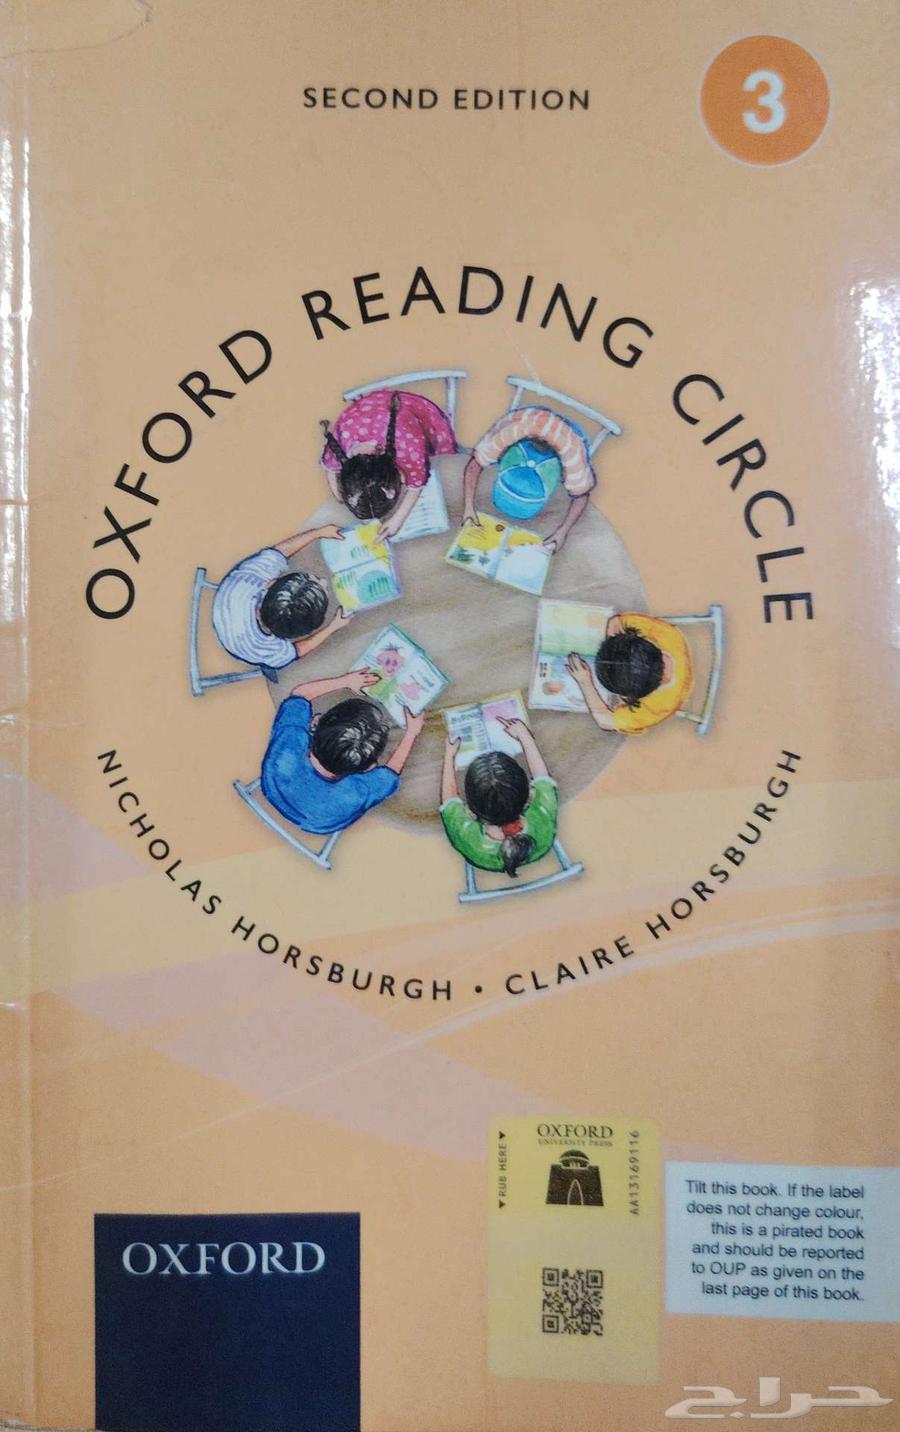 SECOND EDITION
3
OXFORD READING CIRCLE
NICHOLAS HORSBURGH • CLAIRE HORSBURGH
OXFORD
▼ RUB HERE ▼
OXFORD
UNIVERSITY PRESS
AA13169116
Tilt this book. If the label
does not change colour,
this is a pirated book
and should be reported
to OUP as given on the
last page of this book.
حراج